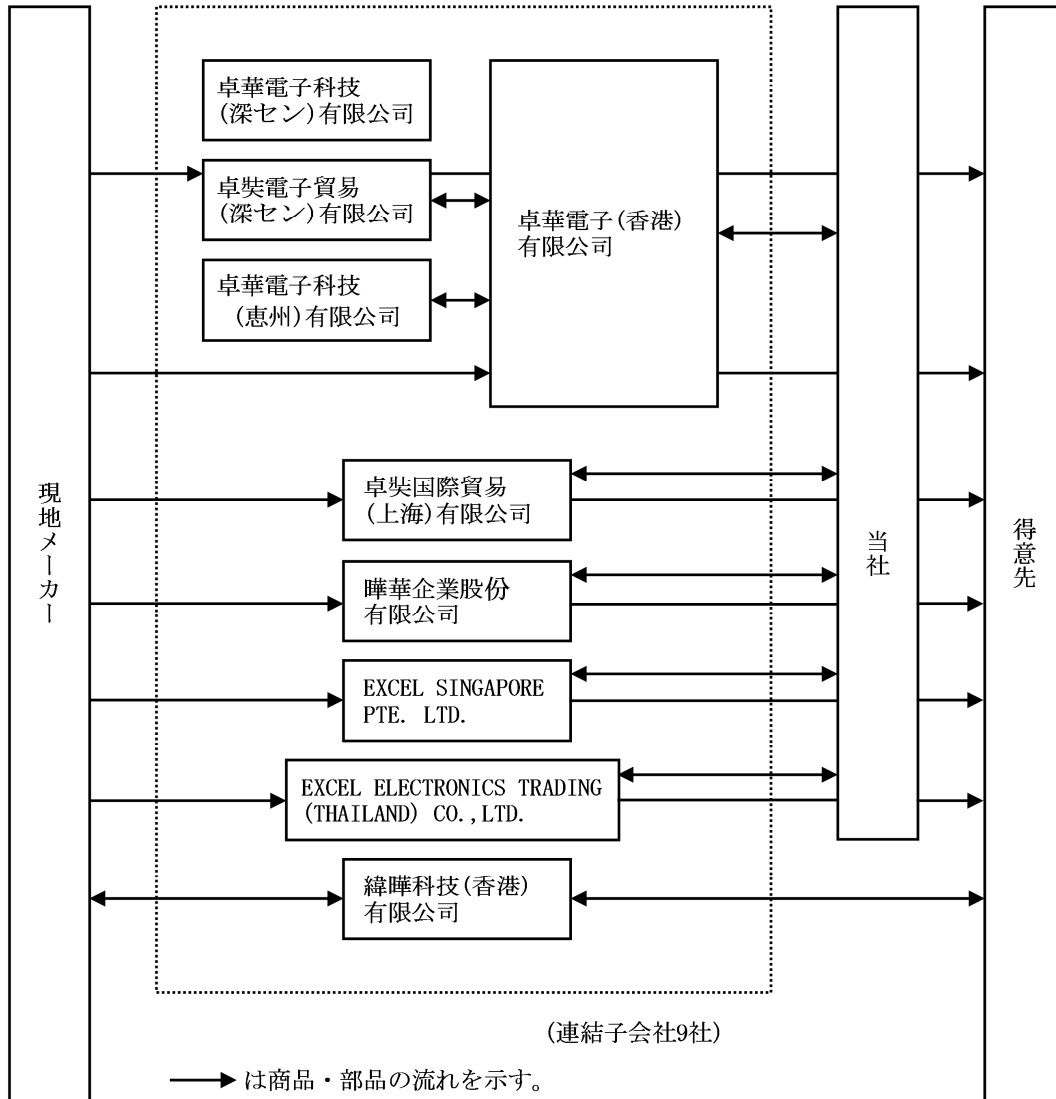 卓華電子科技
(深セン)有限公司
卓奘電子貿易
(深セン)有限公司
卓華電子科技
(恵州)有限公司
卓華電子(香港)
有限公司
現地メーカー
卓奘国際貿易
(上海)有限公司
曄華企業股份
有限公司
EXCEL SINGAPORE
PTE. LTD.
EXCEL ELECTRONICS TRADING
(THAILAND) CO.,LTD.
緯曄科技(香港)
有限公司
当社
得意先
(連結子会社9社)
は商品・部品の流れを示す。